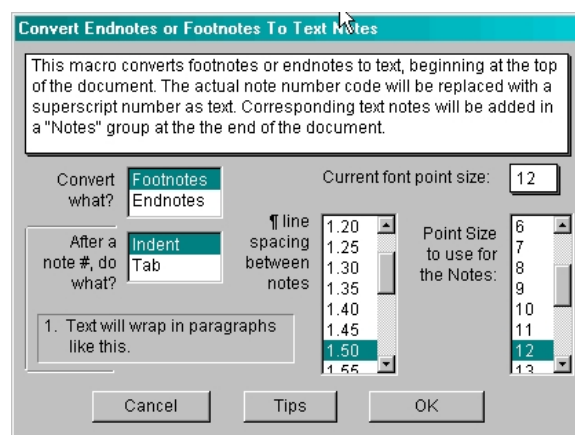 Convert Endnotes or Footnotes To Text Notes
This macro converts footnotes or endnotes to text, beginning at the top
of the document. The actual note number code will be replaced with a
superscript number as text. Corresponding text notes will be added in
a "Notes" group at the the end of the document.
Convert
what?
Footnotes
Endnotes
Current font point size:
12
After a
note #, do
what?
Indent
Tab
¶ line
spacing
between
notes
1.20
1.25
1.30
1.35
1.40
1.45
1.50
1.55
Point Size
to use for
the Notes:
6
7
8
9
10
11
12
13
1. Text will wrap in paragraphs
like this.
Cancel
Tips
OK